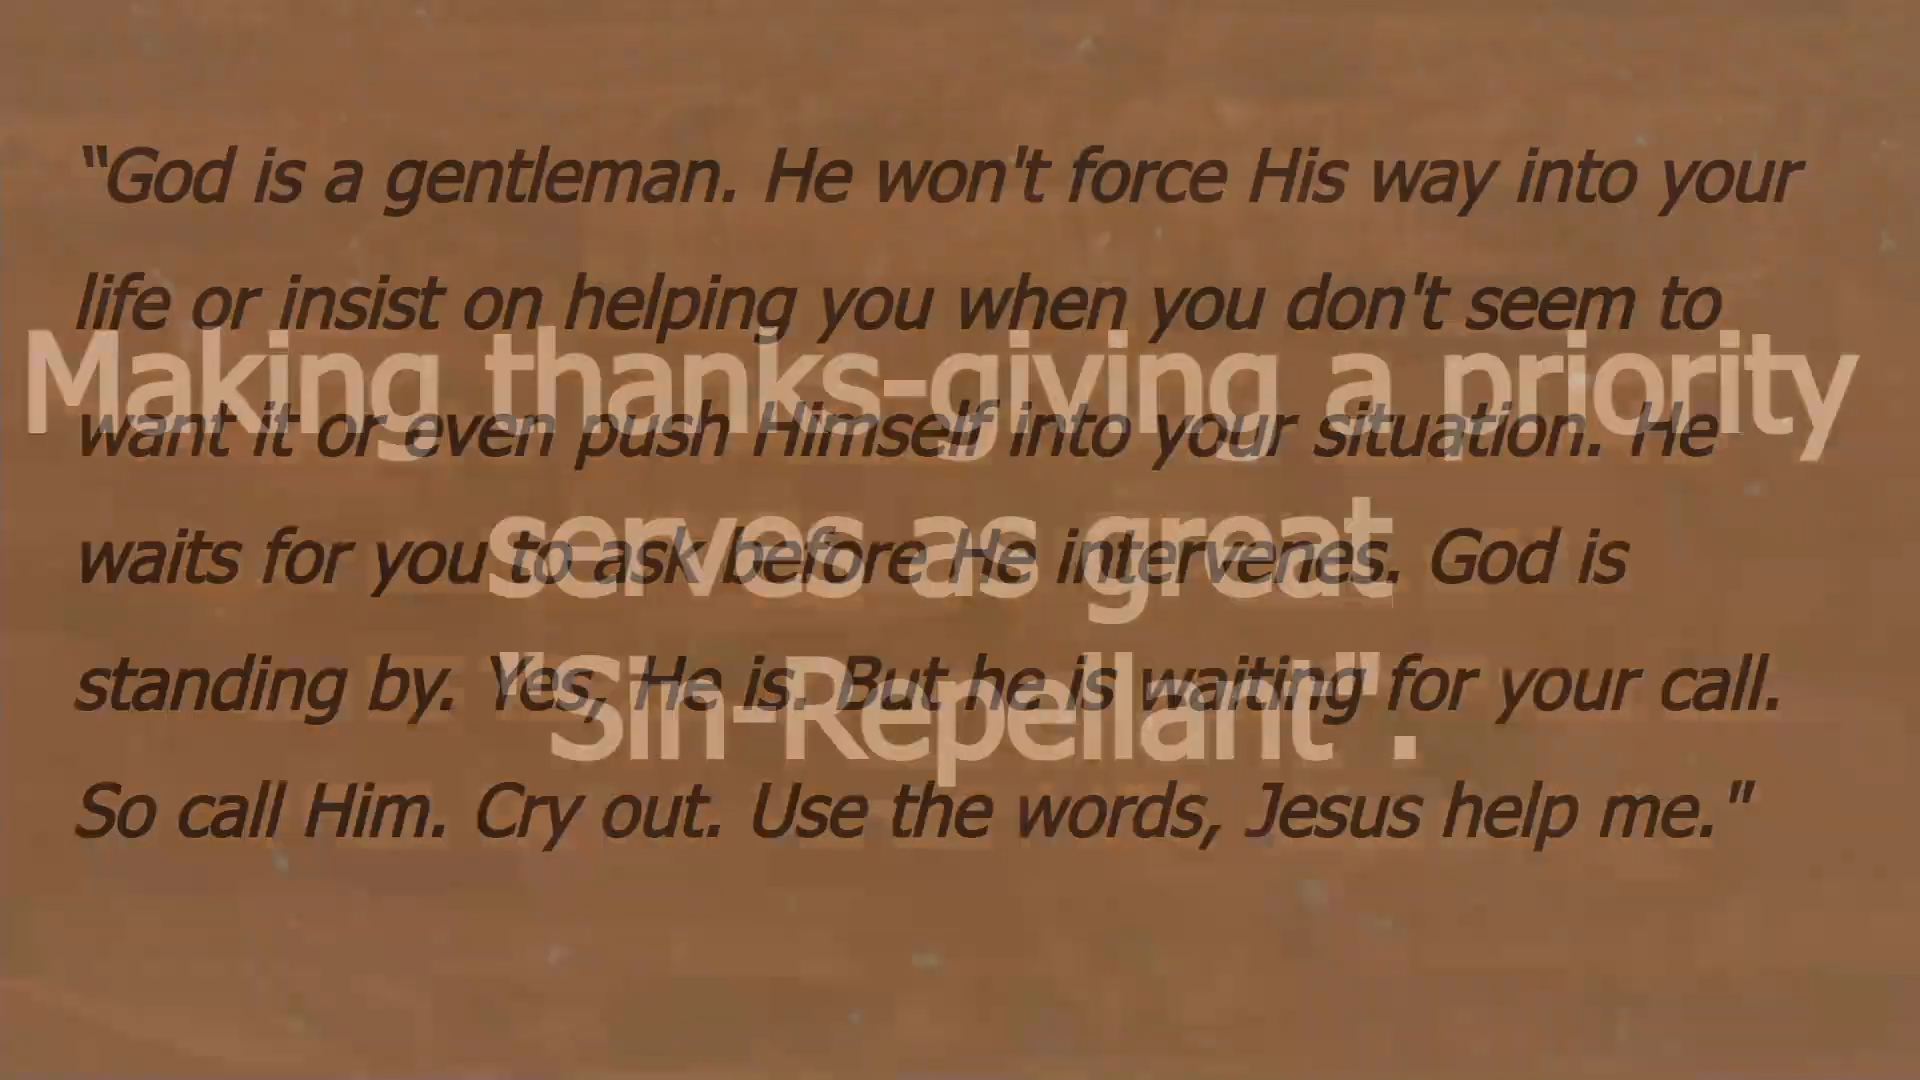 “God is a gentleman. He won't force His way into your
life or insist on helping you when you don't seem to
want it or even push Himself into your situation. He
waits for you to ask before He intervenes. God is
standing by. Yes, He is. But he is waiting for your call.
So call Him. Cry out. Use the words, Jesus help me."
Making thanks-giving a priority
serves as great
"Sin-Repellant".